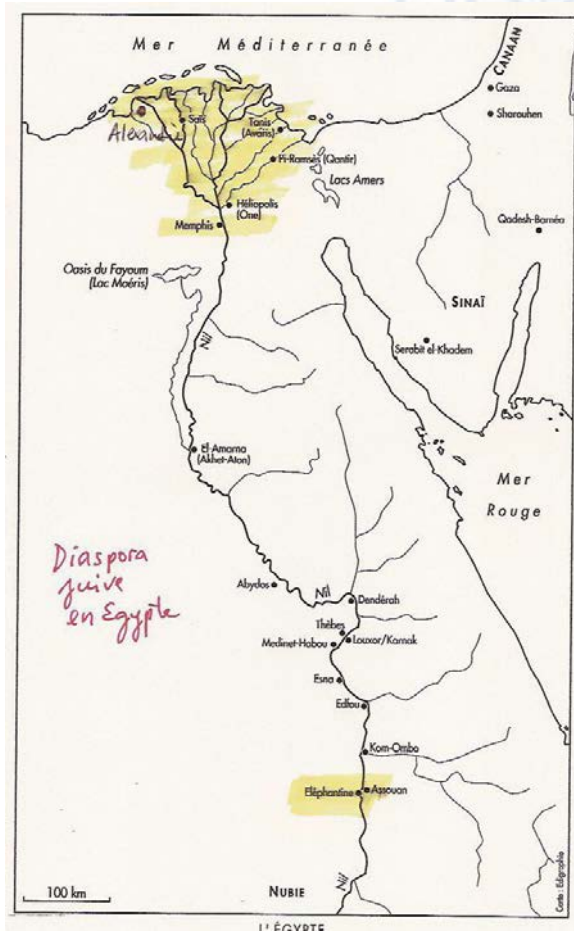 Mer Méditerranée
CANAAN
Gaza
Sharouhen
Saïs
Tanis
(Avaris)
Pi-Ramsès (Qantir)
Lacs Amers
Héliopolis
(One)
Memphis
Qadesh-Barnéa
Oasis du Fayoum
(Lac Moéris)
SINAÏ
Nil
Serabit el-Khadem
El-Amarna
(Akhet-Aton)
Mer
Rouge
Diaspora
juive
en Egypte
Abydos
Nil
Dendérah
Thèbes
Medinet-Habou
Louxor/Karnak
Esna
Edfou
Kom-Ombo
Eléphantine
Assouan
100 km
NUBIE
Nil
Carte : Edigraphie
L'ÉGYPTE